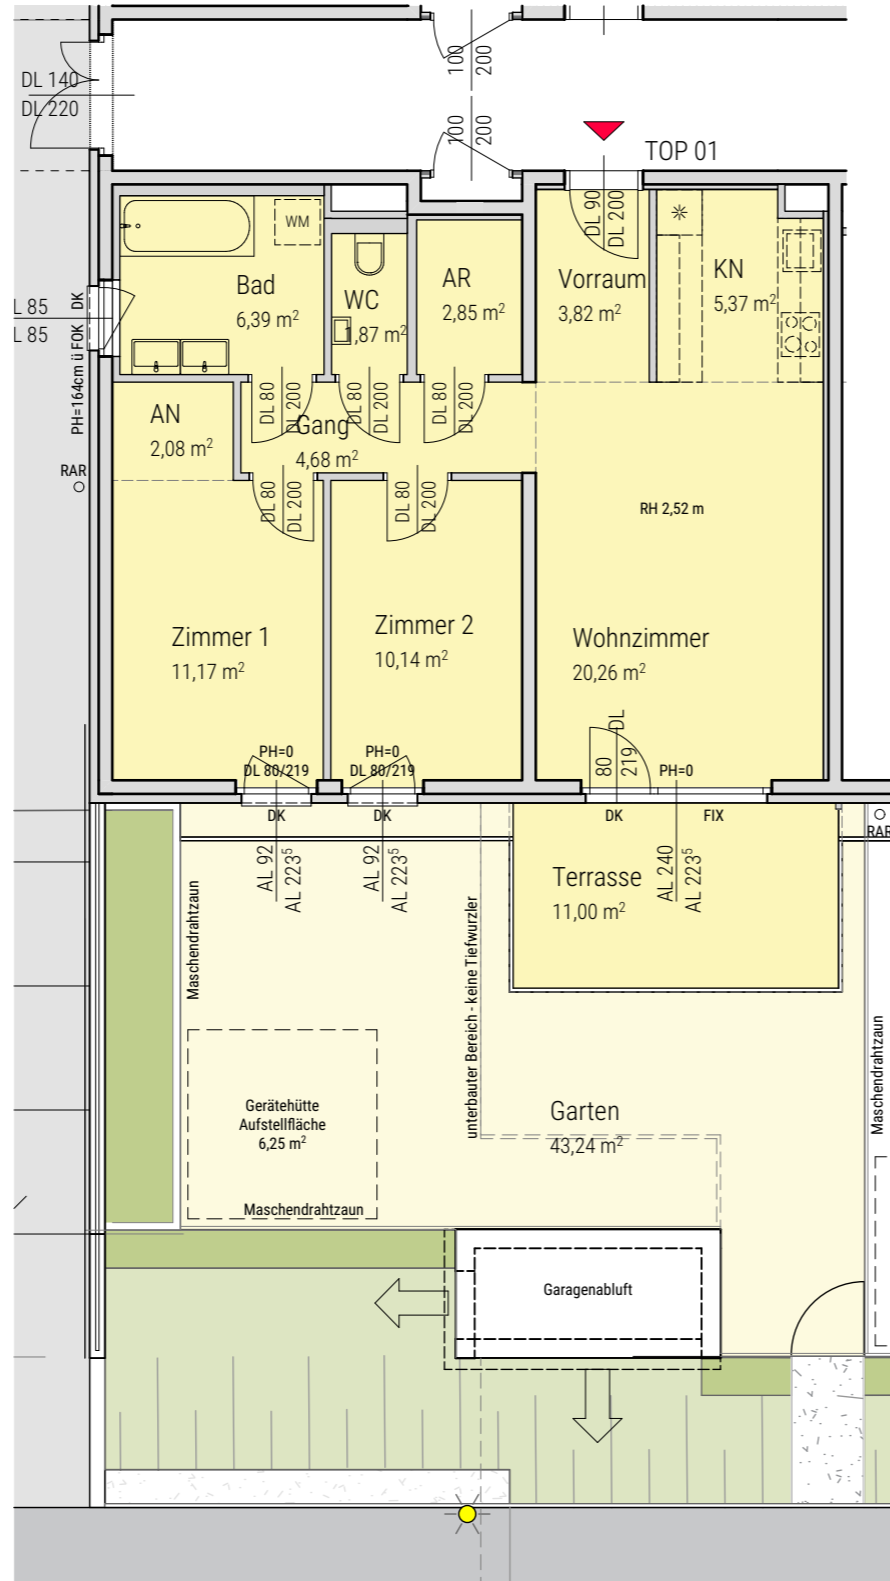 DL 140
DL 220
100
200
100
200
TOP 01
DL 90
DL 200
WM
Bad
6,39 m²
WC
1,87 m²
AR
2,85 m²
Vorraum
3,82 m²
KN
5,37 m²
L 85
L 85
DK
PH=164cm ü FOK
DL 80
DL 200
DL 80
DL 200
DL 80
DL 200
AN
2,08 m²
Gang
4,68 m²
RAR
DL 80
DL 200
DL 80
DL 200
RH 2,52 m
Zimmer 1
11,17 m²
Zimmer 2
10,14 m²
Wohnzimmer
20,26 m²
PH=0
DL 80/219
PH=0
DL 80/219
80
DL
219
PH=0
DK
DK
DK
FIX
RAR
AL 92
AL 223⁵
AL 92
AL 223⁵
AL 240
AL 223⁵
Terrasse
11,00 m²
Maschendrahtzaun
unterbauter Bereich - keine Tiefwurzler
Maschendrahtzaun
Gerätehütte
Aufstellfläche
6,25 m²
Garten
43,24 m²
Maschendrahtzaun
Garagenabluft